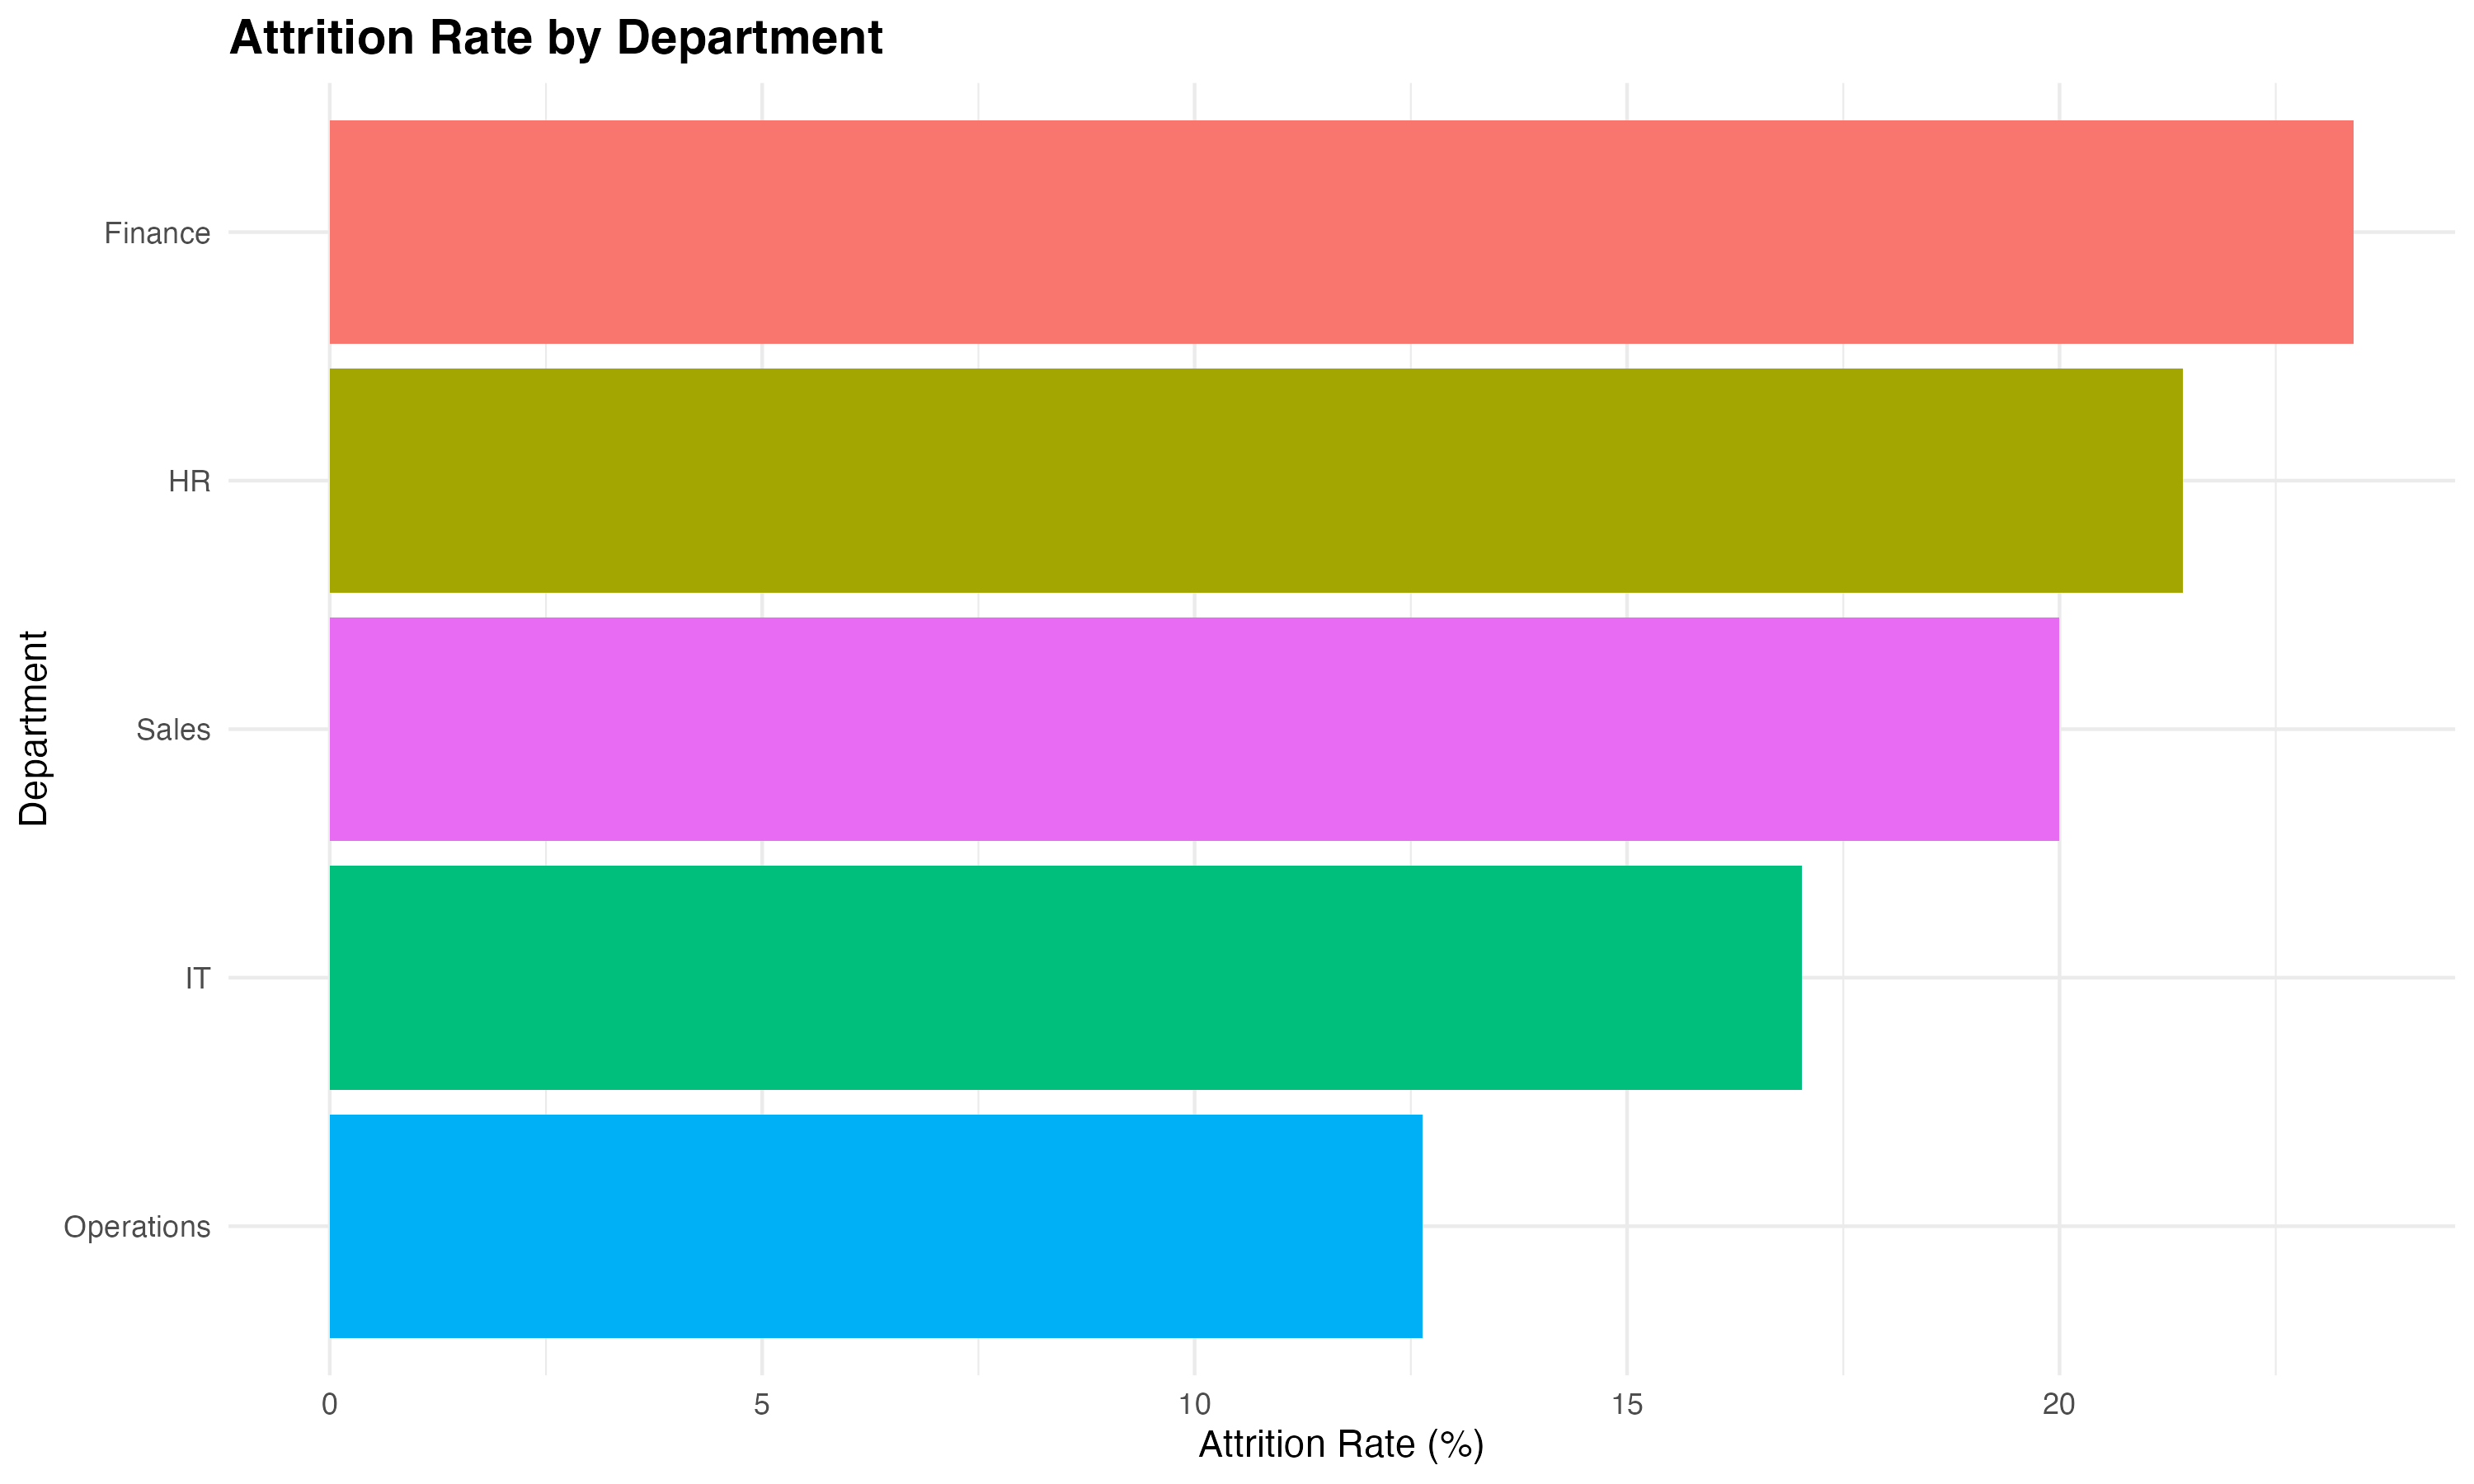 Attrition Rate by Department
Department
Finance
HR
Sales
IT
Operations
0 5 10 15 20
Attrition Rate (%)